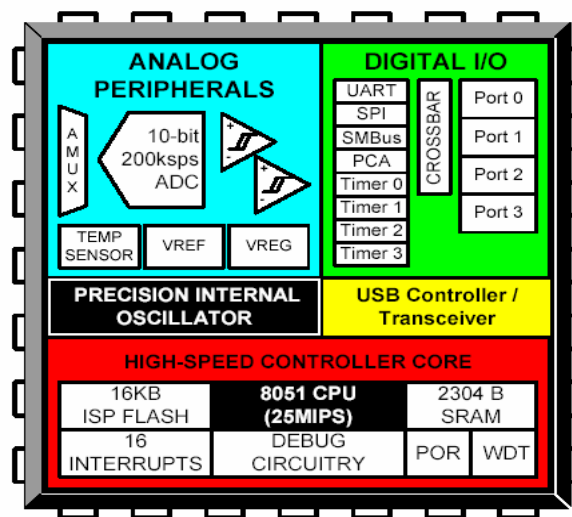 ANALOG
PERIPHERALS
AMUX
10-bit
200ksps
ADC
+
-
+
-
TEMP
SENSOR
VREF
VREG
DIGITAL I/O
UART
SPI
SMBus
PCA
Timer 0
Timer 1
Timer 2
Timer 3
CROSSBAR
Port 0
Port 1
Port 2
Port 3
PRECISION INTERNAL
OSCILLATOR
USB Controller /
Transceiver
HIGH-SPEED CONTROLLER CORE
16KB
ISP FLASH
8051 CPU
(25MIPS)
2304 B
SRAM
16
INTERRUPTS
DEBUG
CIRCUITRY
POR
WDT